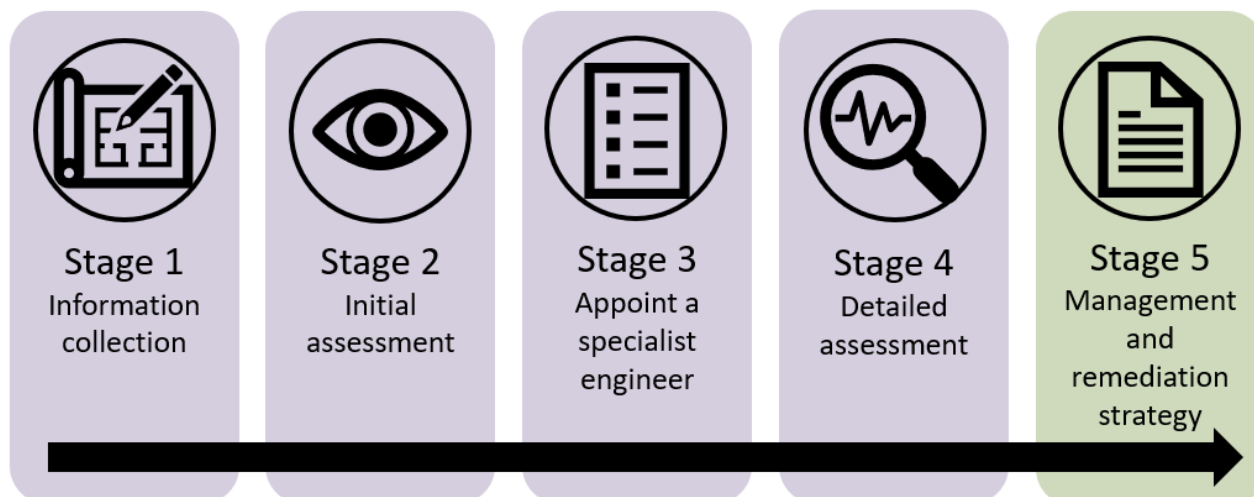 Stage 1
Information
collection
Stage 2
Initial
assessment
Stage 3
Appoint a
specialist
engineer
Stage 4
Detailed
assessment
Stage 5
Management
and
remediation
strategy